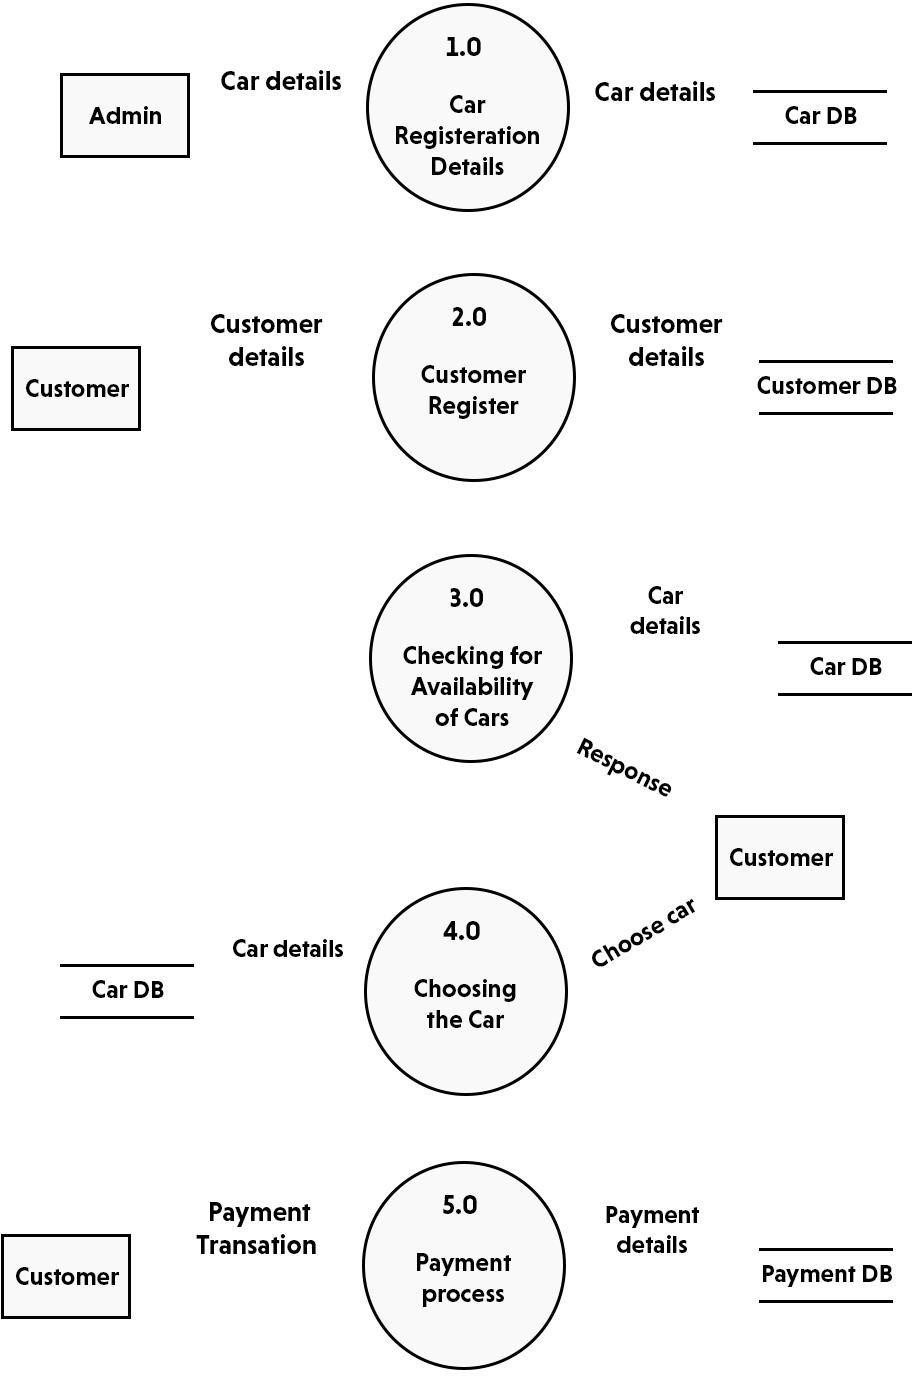 1.0
Car details
Car details
Admin
Car
Registeration
Details
Car DB
2.0
Customer
details
Customer
details
Customer
Customer
Register
Customer DB
3.0
Car
details
Checking for
Availability
of Cars
Car DB
Response
Customer
Choose car
4.0
Car details
Car DB
Choosing
the Car
5.0
Payment
Transation
Payment
details
Customer
Payment
process
Payment DB